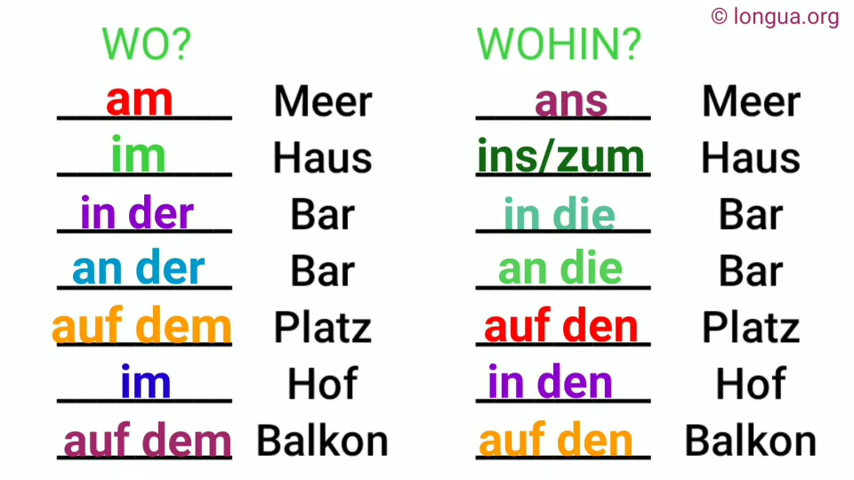 © longua.org
WO? WOHIN?
am Meer ans Meer
im Haus ins/zum Haus
in der Bar in die Bar
an der Bar an die Bar
auf dem Platz auf den Platz
im Hof in den Hof
auf dem Balkon auf den Balkon